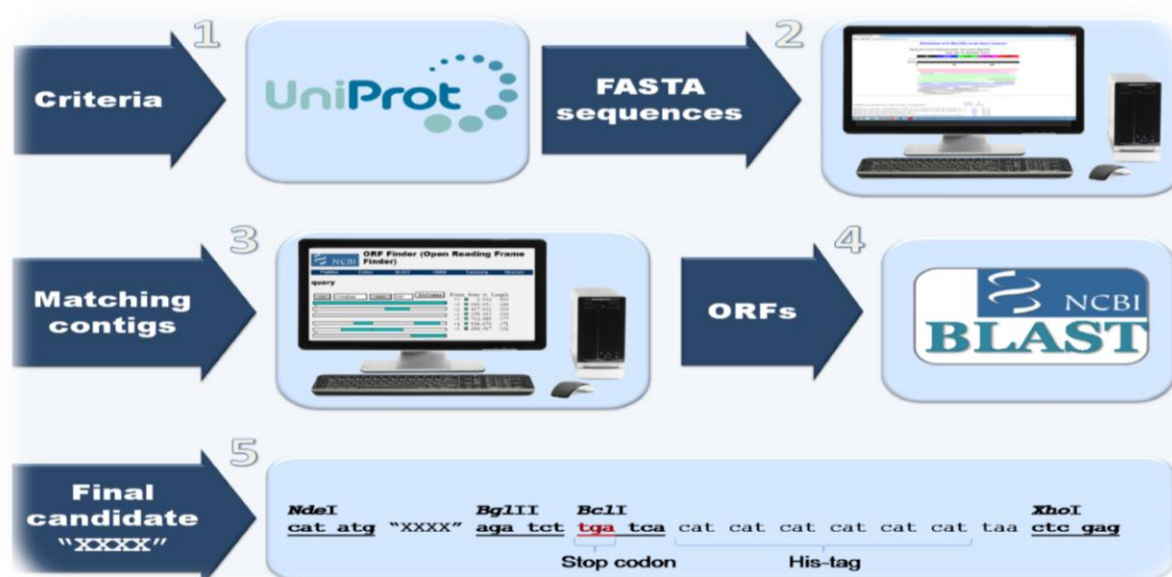 1
Criteria
UniProt
FASTA
sequences
2
3
Matching
contigs
NCBI
ORF Finder (Open Reading Frame
Finder)
query
ORFs
4
NCBI
BLAST
5
Final
candidate
"XXXX"
NdeI BglII BclI XhoI
cat atg "XXXX" aga tct tga tca cat cat cat cat cat cat taa ctc gag
Stop codon His-tag